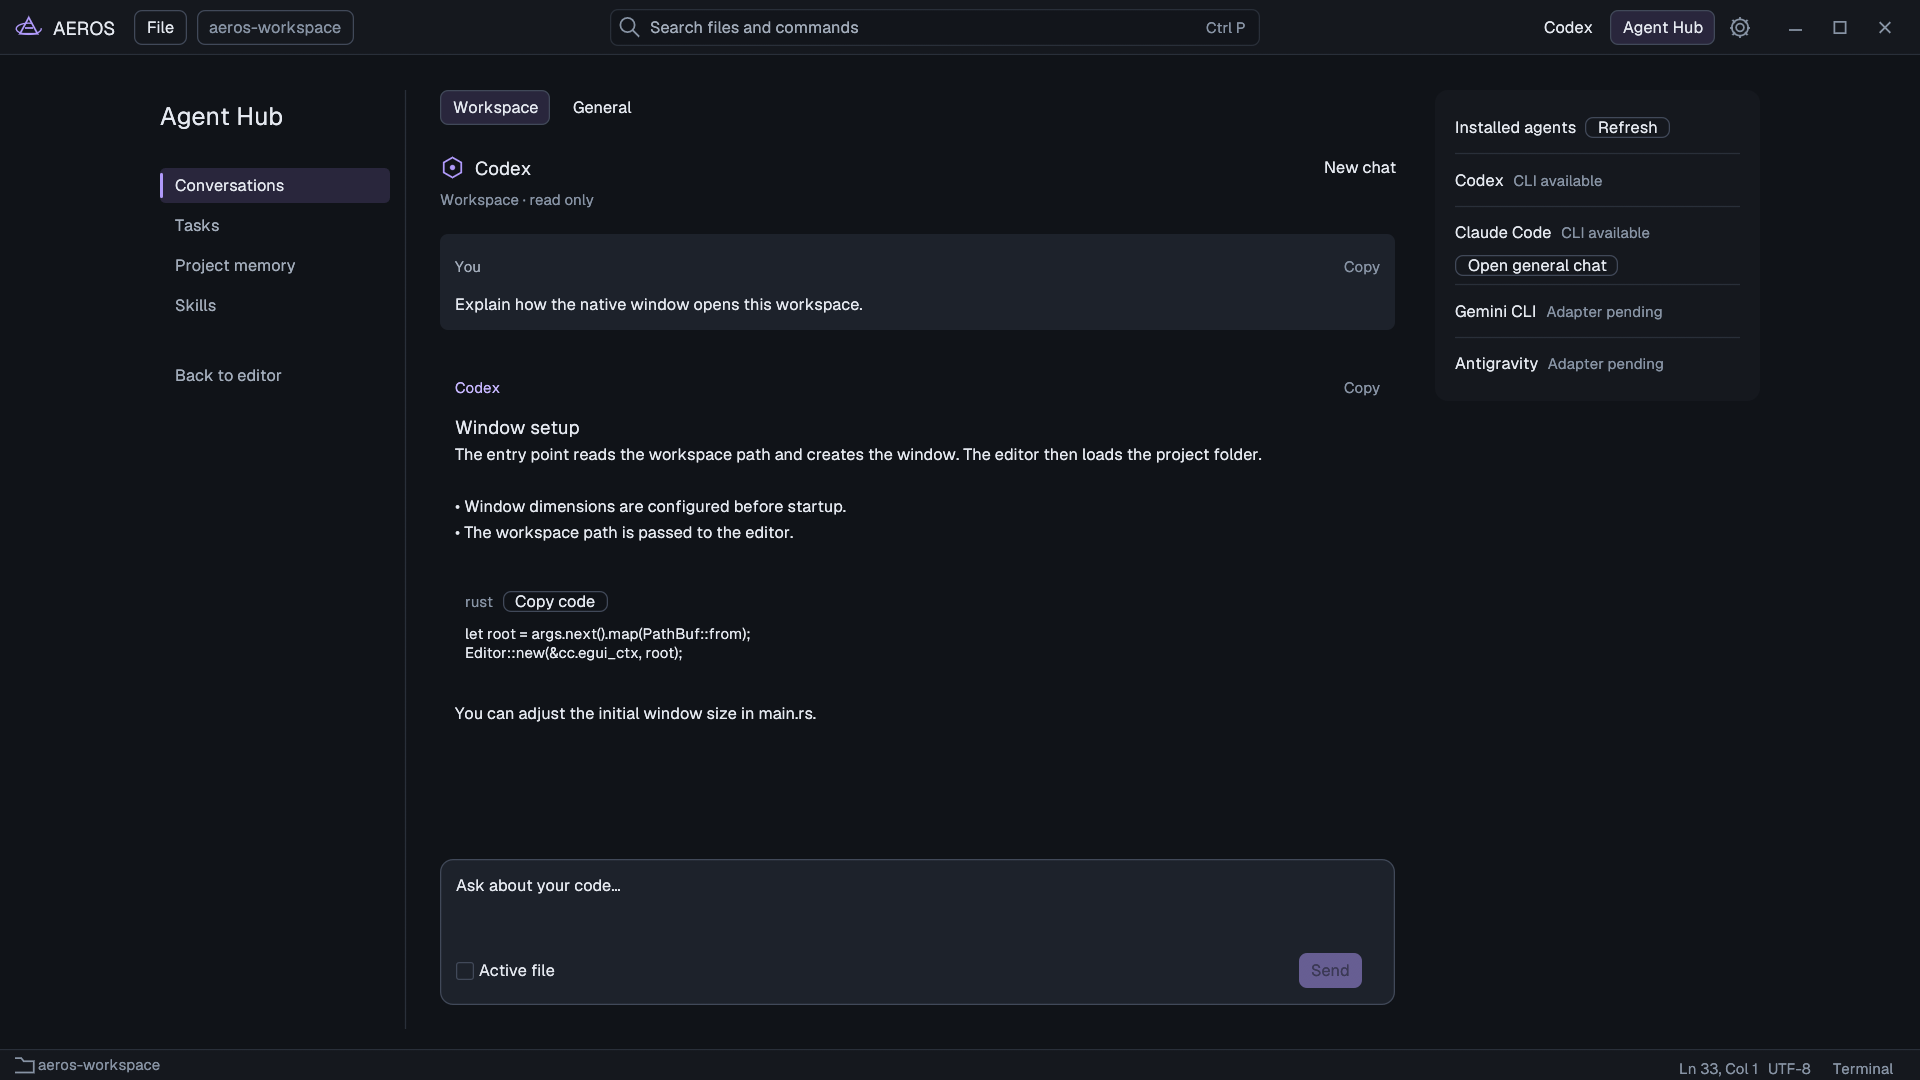 AEROS
File
aeros-workspace
Search files and commands
Ctrl P
Codex
Agent Hub
Agent Hub
Conversations
Tasks
Project memory
Skills
Back to editor
Workspace
General
Codex
New chat
Workspace · read only
You
Copy
Explain how the native window opens this workspace.
Codex
Copy
Window setup
The entry point reads the workspace path and creates the window. The editor then loads the project folder.
• Window dimensions are configured before startup.
• The workspace path is passed to the editor.
rust
Copy code
let root = args.next().map(PathBuf::from);
Editor::new(&cc.egui_ctx, root);
You can adjust the initial window size in main.rs.
Ask about your code…
Active file
Send
Installed agents
Refresh
Codex CLI available
Claude Code CLI available
Open general chat
Gemini CLI Adapter pending
Antigravity Adapter pending
aeros-workspace
Ln 33, Col 1
UTF-8
Terminal